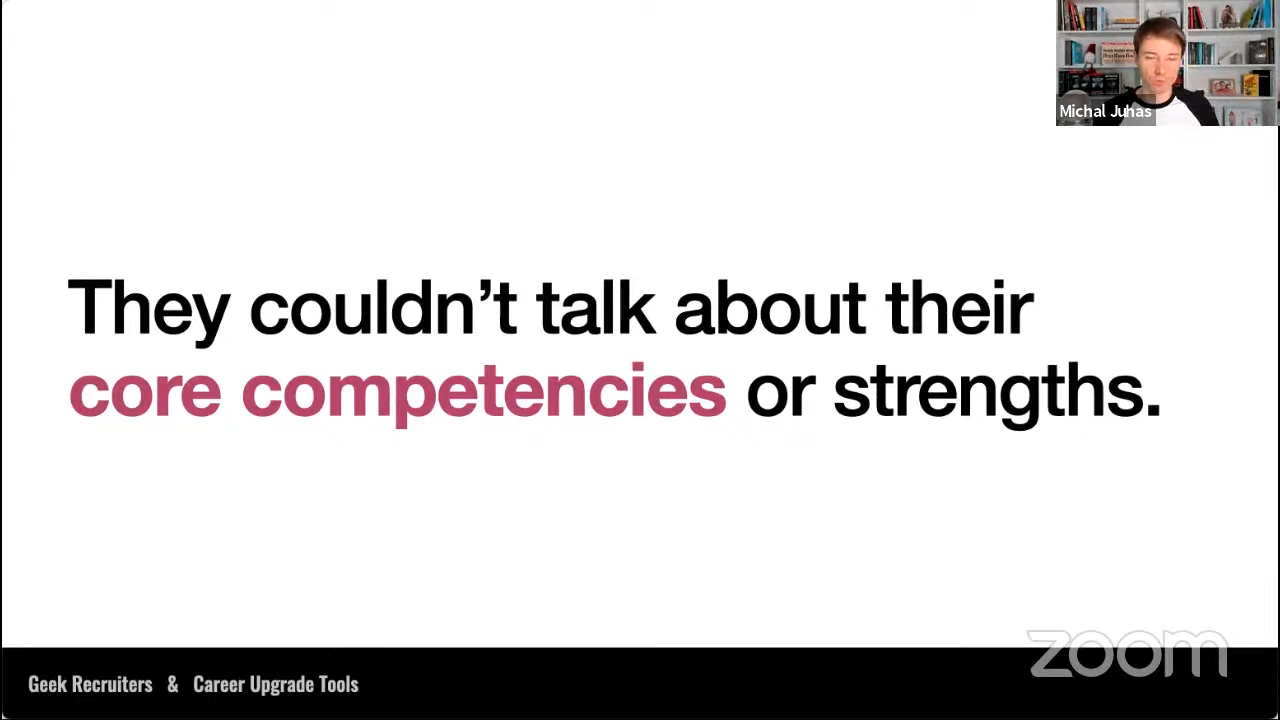 Michal Juhas
They couldn’t talk about their
core competencies or strengths.
zoom
Geek Recruiters & Career Upgrade Tools